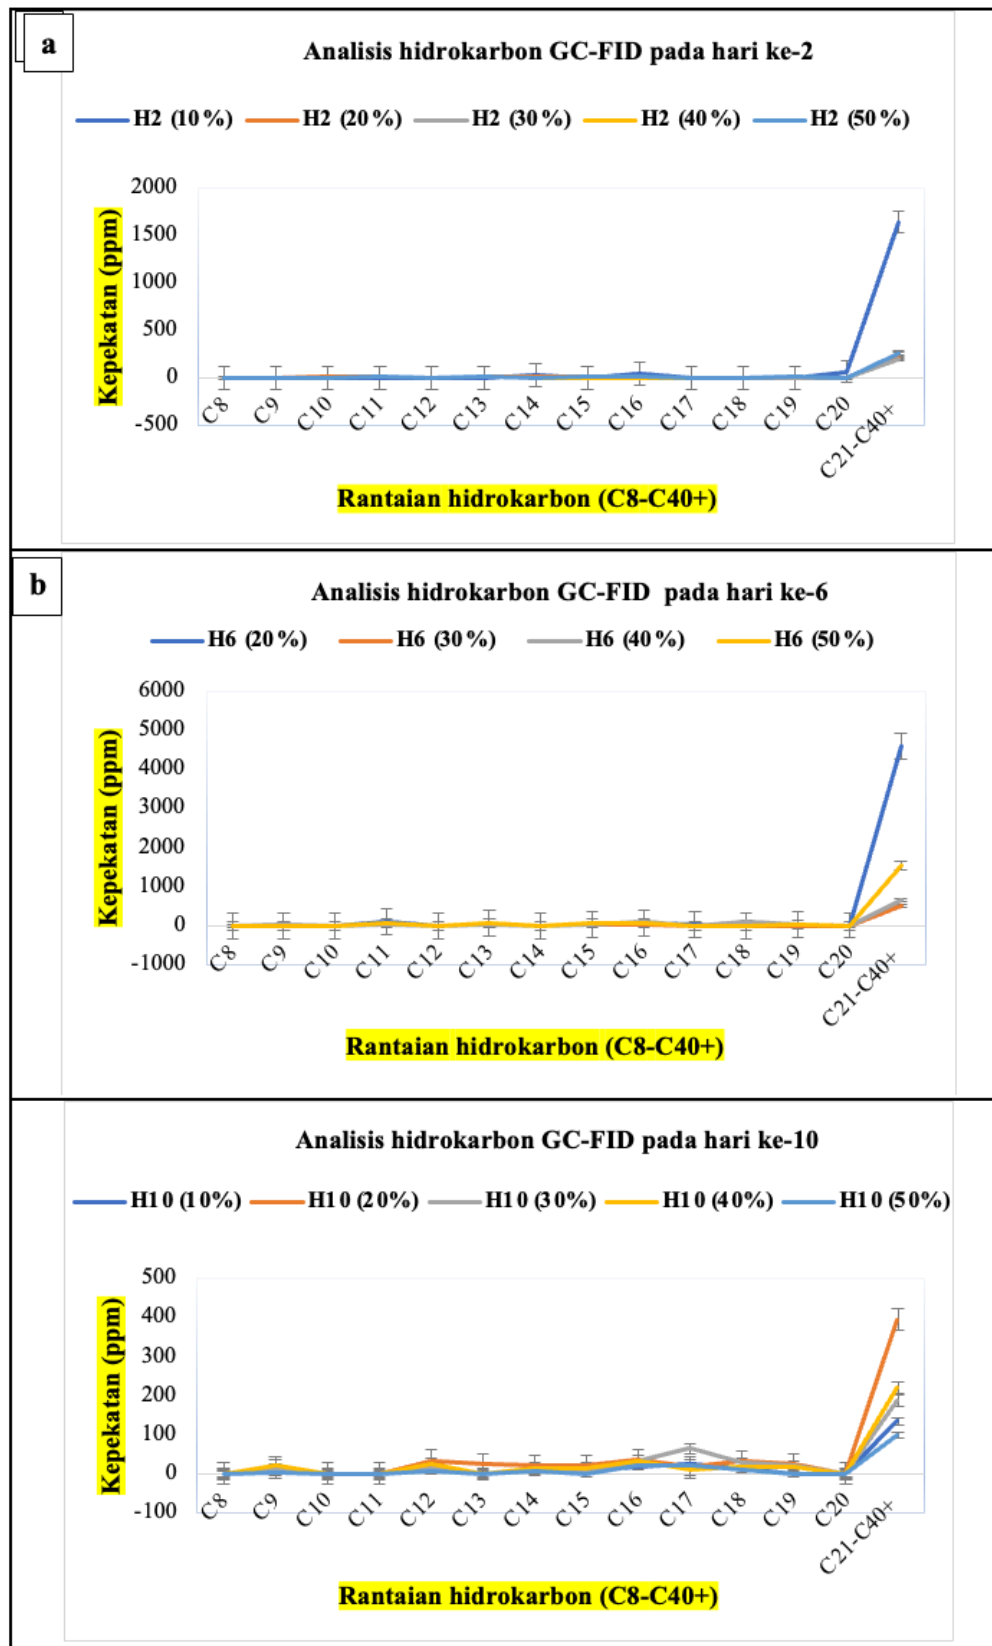 a
Analisis hidrokarbon GC-FID pada hari ke-2
H2 (10%) H2 (20%) H2 (30%) H2 (40%) H2 (50%)
Kepekatan (ppm)
2000
1500
1000
500
0
-500
C8 C9 C10 C11 C12 C13 C14 C15 C16 C17 C18 C19 C20 C21-C40+
Rantaian hidrokarbon (C8-C40+)
b
Analisis hidrokarbon GC-FID pada hari ke-6
H6 (20%) H6 (30%) H6 (40%) H6 (50%)
Kepekatan (ppm)
6000
5000
4000
3000
2000
1000
0
-1000
C8 C9 C10 C11 C12 C13 C14 C15 C16 C17 C18 C19 C20 C21-C40+
Rantaian hidrokarbon (C8-C40+)
Analisis hidrokarbon GC-FID pada hari ke-10
H10 (10%) H10 (20%) H10 (30%) H10 (40%) H10 (50%)
Kepekatan (ppm)
500
400
300
200
100
0
-100
C8 C9 C10 C11 C12 C13 C14 C15 C16 C17 C18 C19 C20 C21-C40+
Rantaian hidrokarbon (C8-C40+)